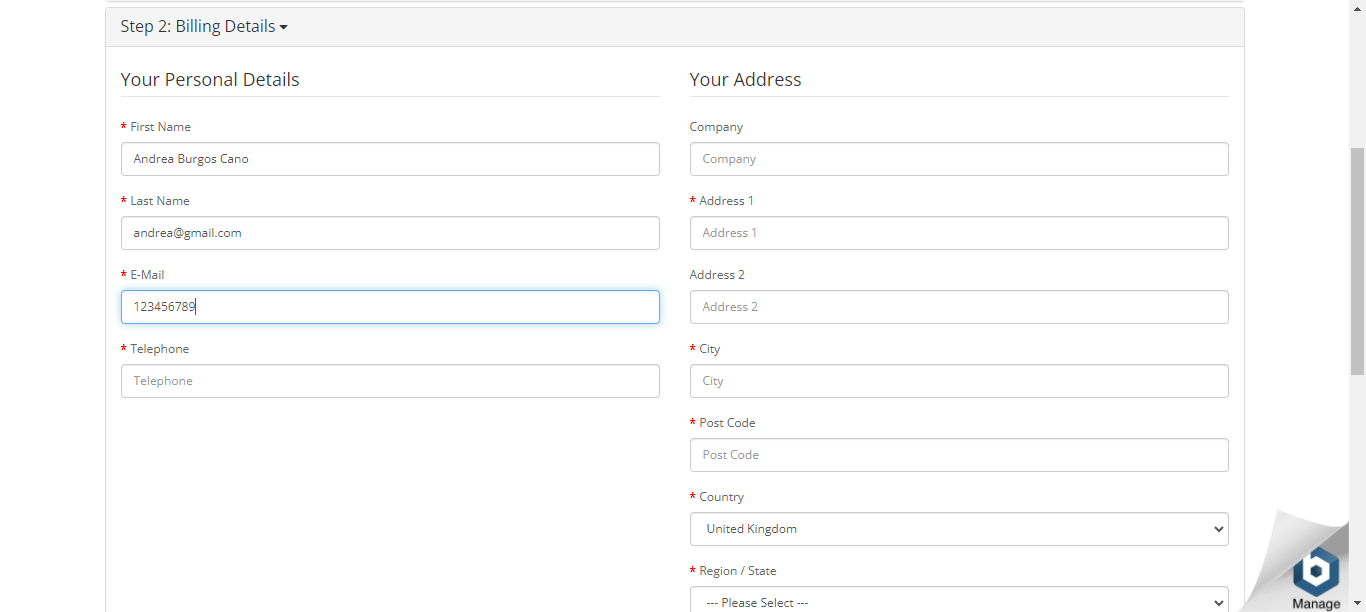 Step 2: Billing Details
Your Personal Details
* First Name
Andrea Burgos Cano
* Last Name
andrea@gmail.com
* E-Mail
123456789
* Telephone
Telephone
Your Address
Company
Company
* Address 1
Address 1
Address 2
Address 2
* City
City
* Post Code
Post Code
* Country
United Kingdom
* Region / State
--- Please Select ---
b
Manage